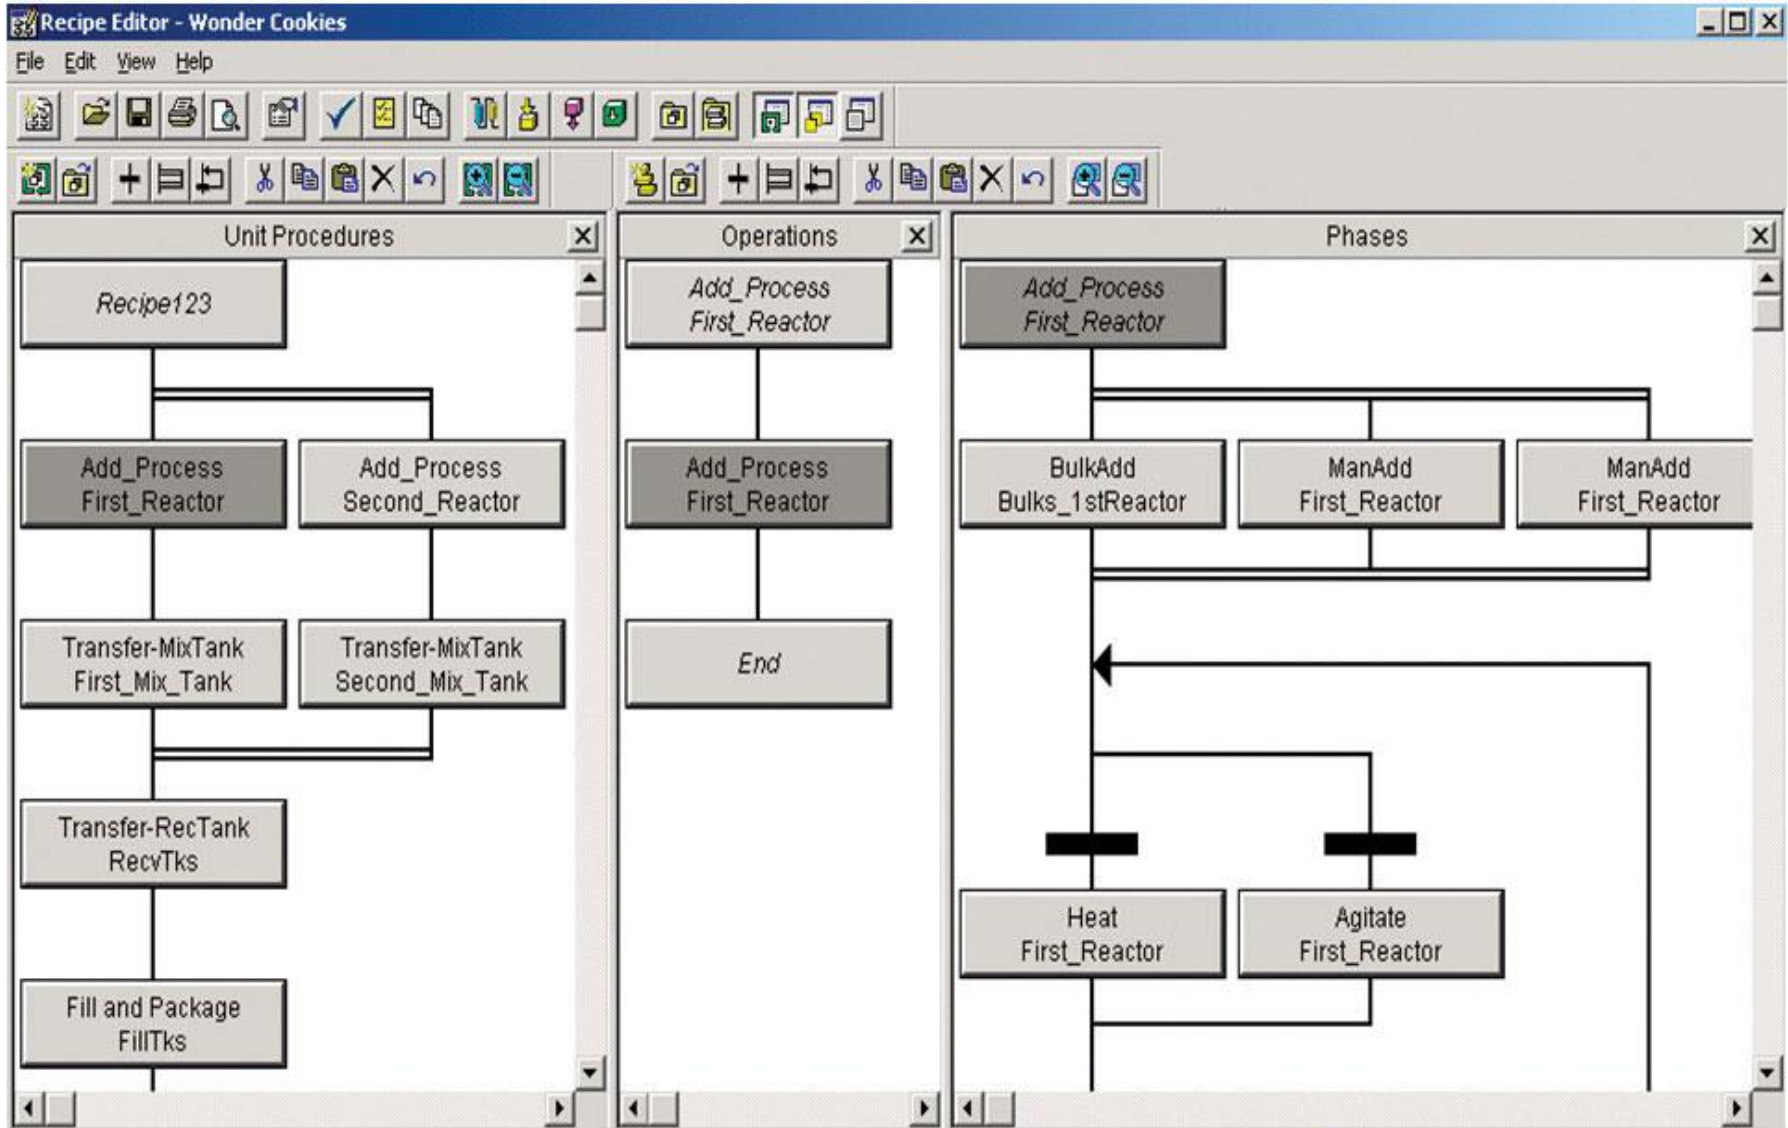 Recipe Editor - Wonder Cookies
File Edit View Help
Unit Procedures
Recipe123
Add_Process
First_Reactor
Add_Process
Second_Reactor
Transfer-MixTank
First_Mix_Tank
Transfer-MixTank
Second_Mix_Tank
Transfer-RecTank
RecvTks
Fill and Package
FillTks
Operations
Add_Process
First_Reactor
Add_Process
First_Reactor
End
Phases
Add_Process
First_Reactor
BulkAdd
Bulks_1stReactor
ManAdd
First_Reactor
ManAdd
First_Reactor
Heat
First_Reactor
Agitate
First_Reactor